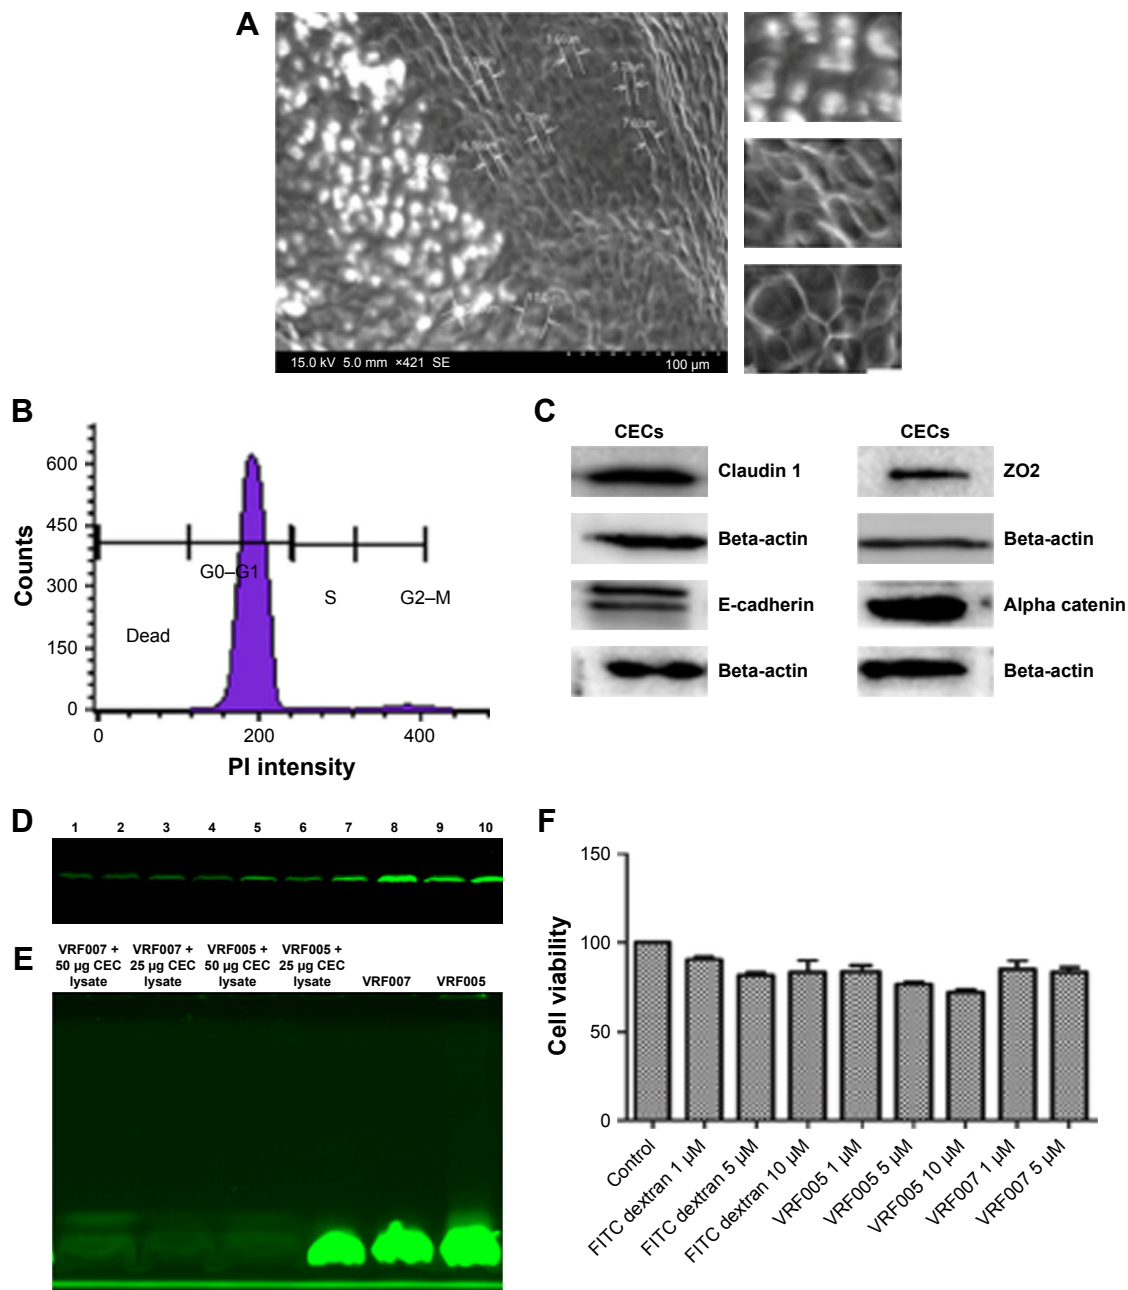 A
15.0 kV 5.0 mm ×421 SE
100 µm
B
600
450
300
150
0
Counts
G0–G1
S
G2–M
Dead
0
200
400
PI intensity
C
CECs
CECs
Claudin 1
ZO2
Beta-actin
Beta-actin
E-cadherin
Alpha catenin
Beta-actin
Beta-actin
D
1 2 3 4 5 6 7 8 9 10
E
VRF007 +
50 µg CEC
lysate
VRF007 +
25 µg CEC
lysate
VRF005 +
50 µg CEC
lysate
VRF005 +
25 µg CEC
lysate
VRF007
VRF005
F
150
100
50
0
Cell viability
Control
FITC dextran 1 µM
FITC dextran 5 µM
FITC dextran 10 µM
VRF005 1 µM
VRF005 5 µM
VRF005 10 µM
VRF007 1 µM
VRF007 5 µM